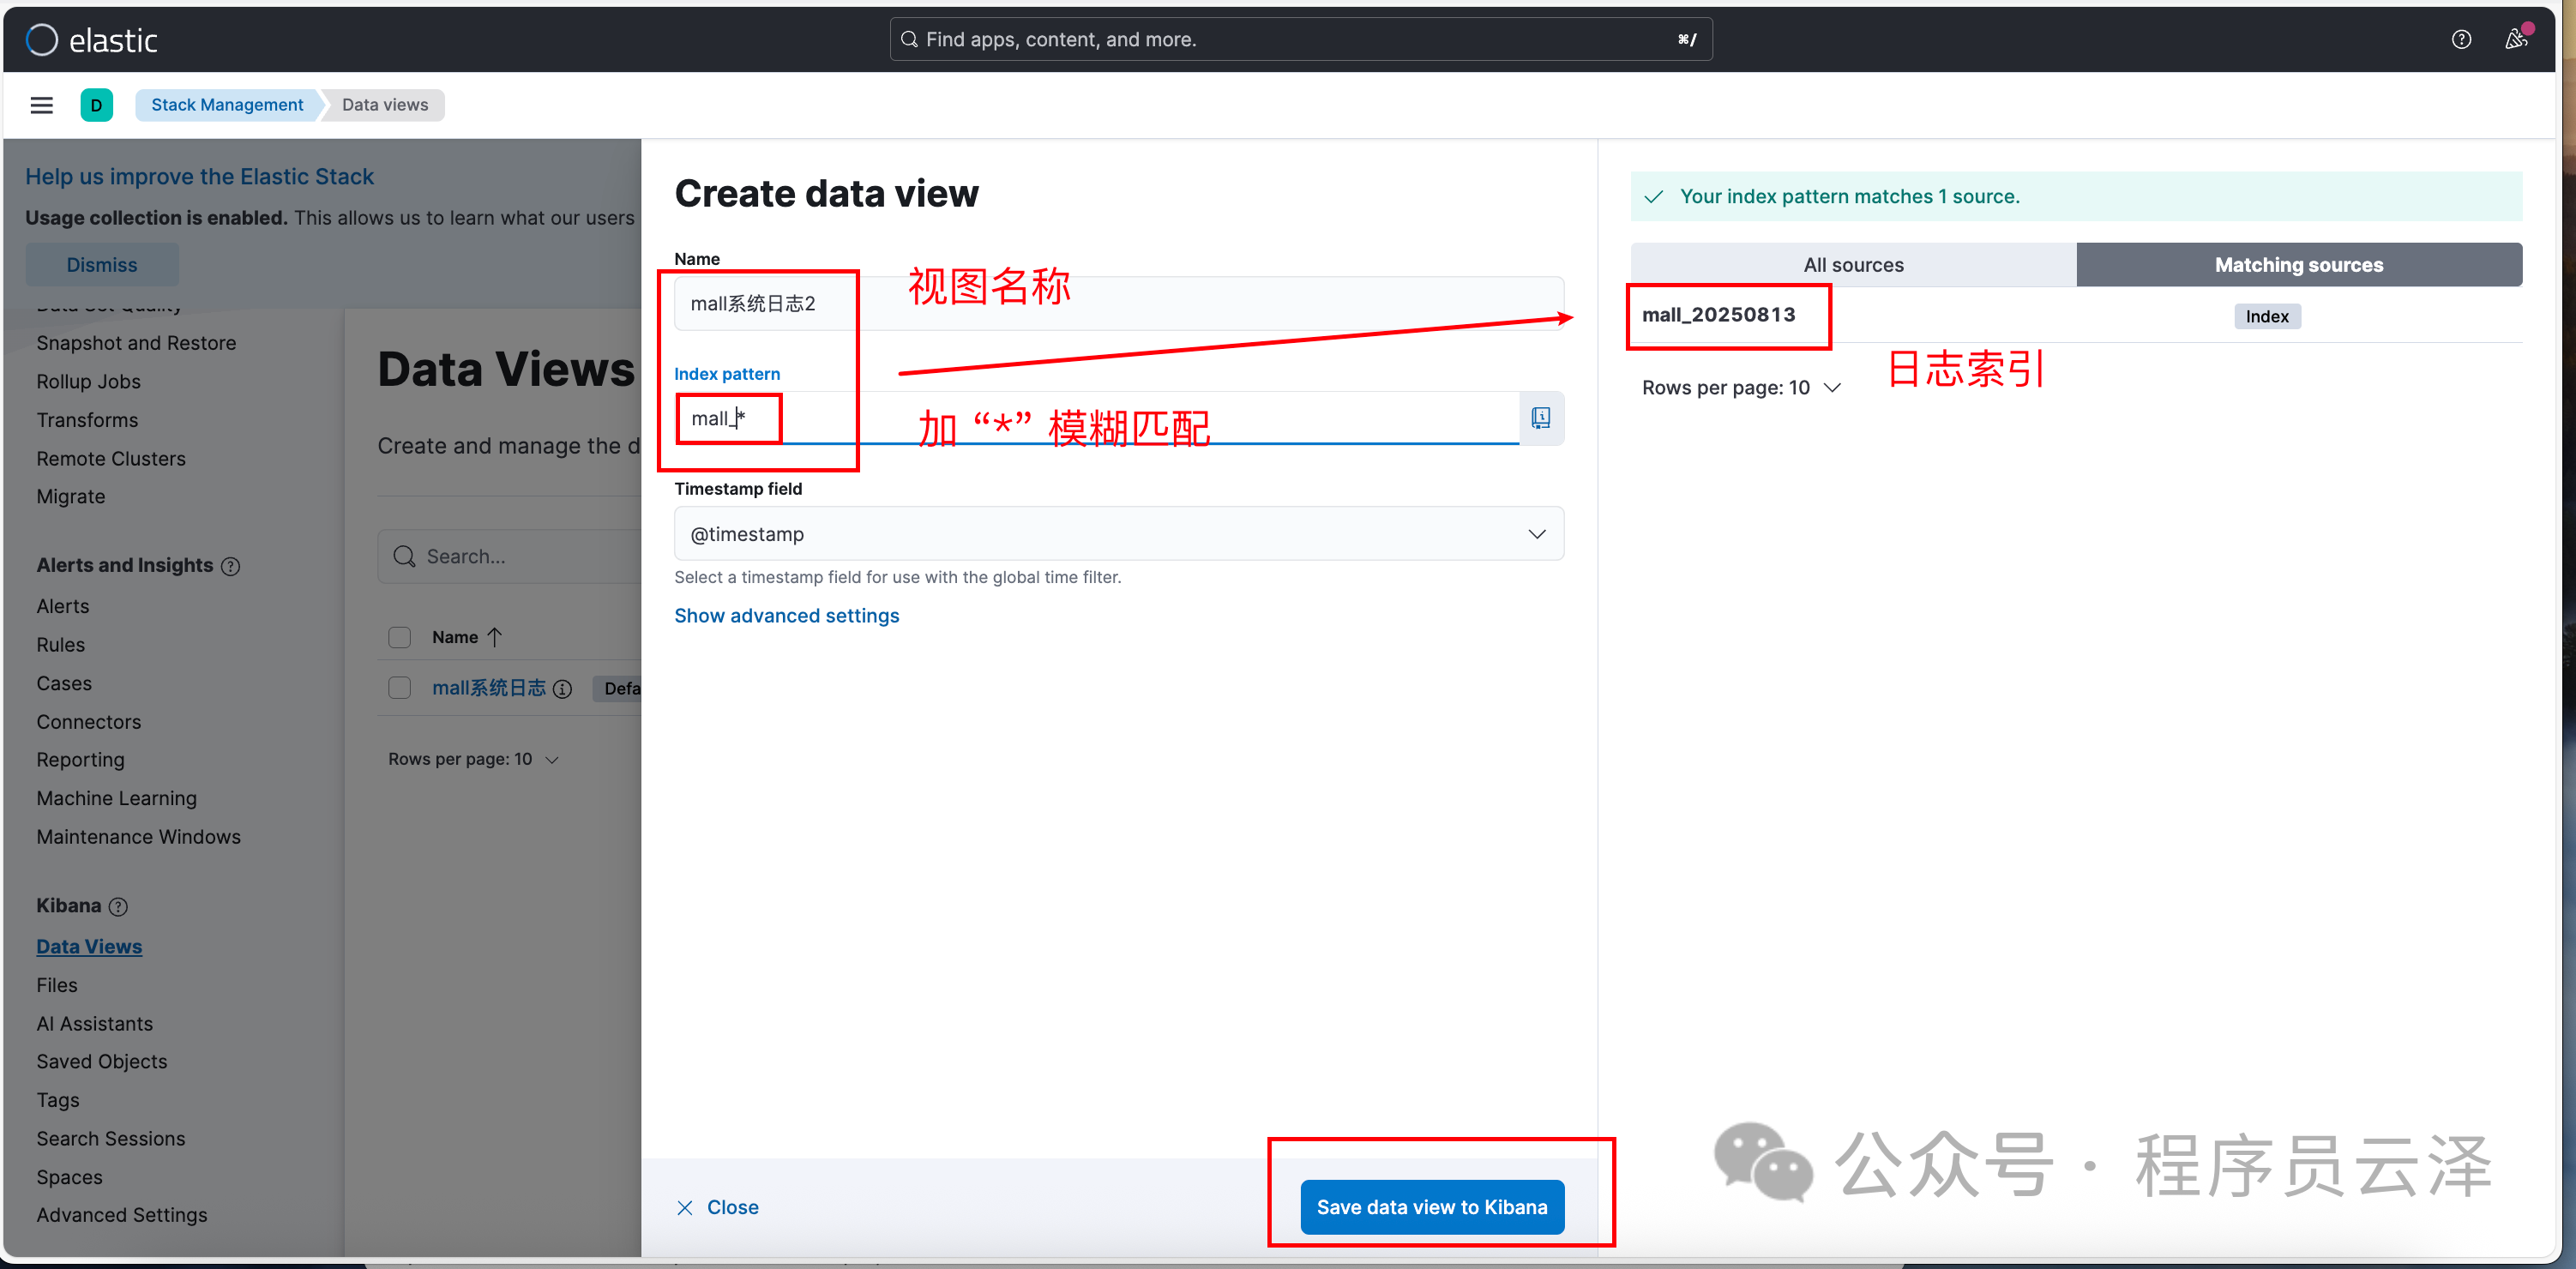 elastic
Find apps, content, and more.
⌘/
D
Stack Management
Data views
Help us improve the Elastic Stack
Usage collection is enabled. This allows us to learn what our users
Dismiss
Data Set Quality
Snapshot and Restore
Rollup Jobs
Transforms
Remote Clusters
Migrate
Alerts and Insights
Alerts
Rules
Cases
Connectors
Reporting
Machine Learning
Maintenance Windows
Kibana
Data Views
Files
AI Assistants
Saved Objects
Tags
Search Sessions
Spaces
Advanced Settings
Data Views
Create and manage the d
Search...
Name ↑
mall系统日志
Defa
Rows per page: 10
Create data view
Name
mall系统日志2
视图名称
Index pattern
mall_*
加 “*” 模糊匹配
Timestamp field
@timestamp
Select a timestamp field for use with the global time filter.
Show advanced settings
Close
Save data view to Kibana
Your index pattern matches 1 source.
All sources
Matching sources
mall_20250813
Index
日志索引
Rows per page: 10
公众号 · 程序员云泽